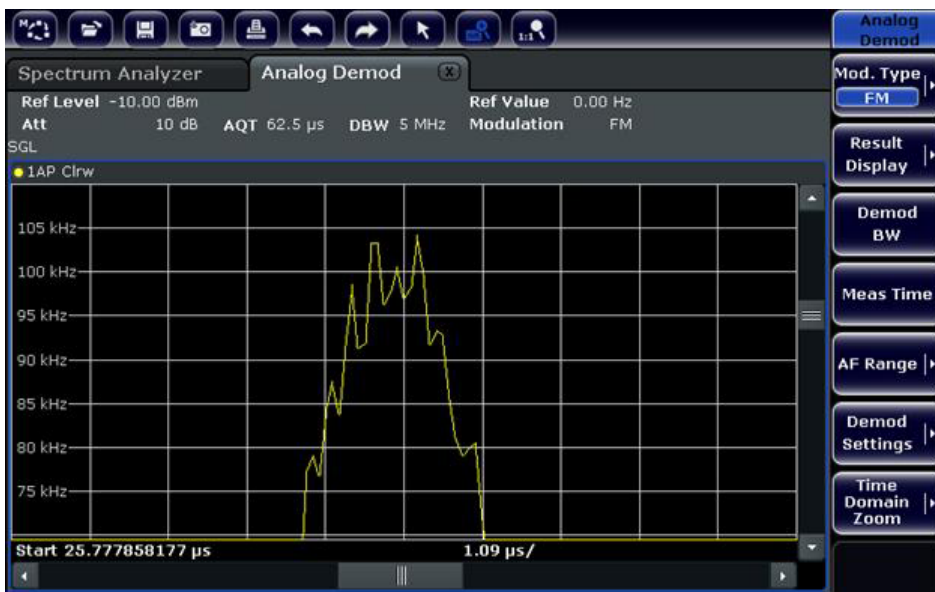 Analog
Demod
Spectrum Analyzer Analog Demod X
Ref Level -10.00 dBm Ref Value 0.00 Hz
Att 10 dB AQT 62.5 µs DBW 5 MHz Modulation FM
SGL
1AP Clrw
105 kHz
100 kHz
95 kHz
90 kHz
85 kHz
80 kHz
75 kHz
Start 25.777858177 µs 1.09 µs/
Mod. Type
FM
Result
Display
Demod
BW
Meas Time
AF Range
Demod
Settings
Time
Domain
Zoom
M
1:1